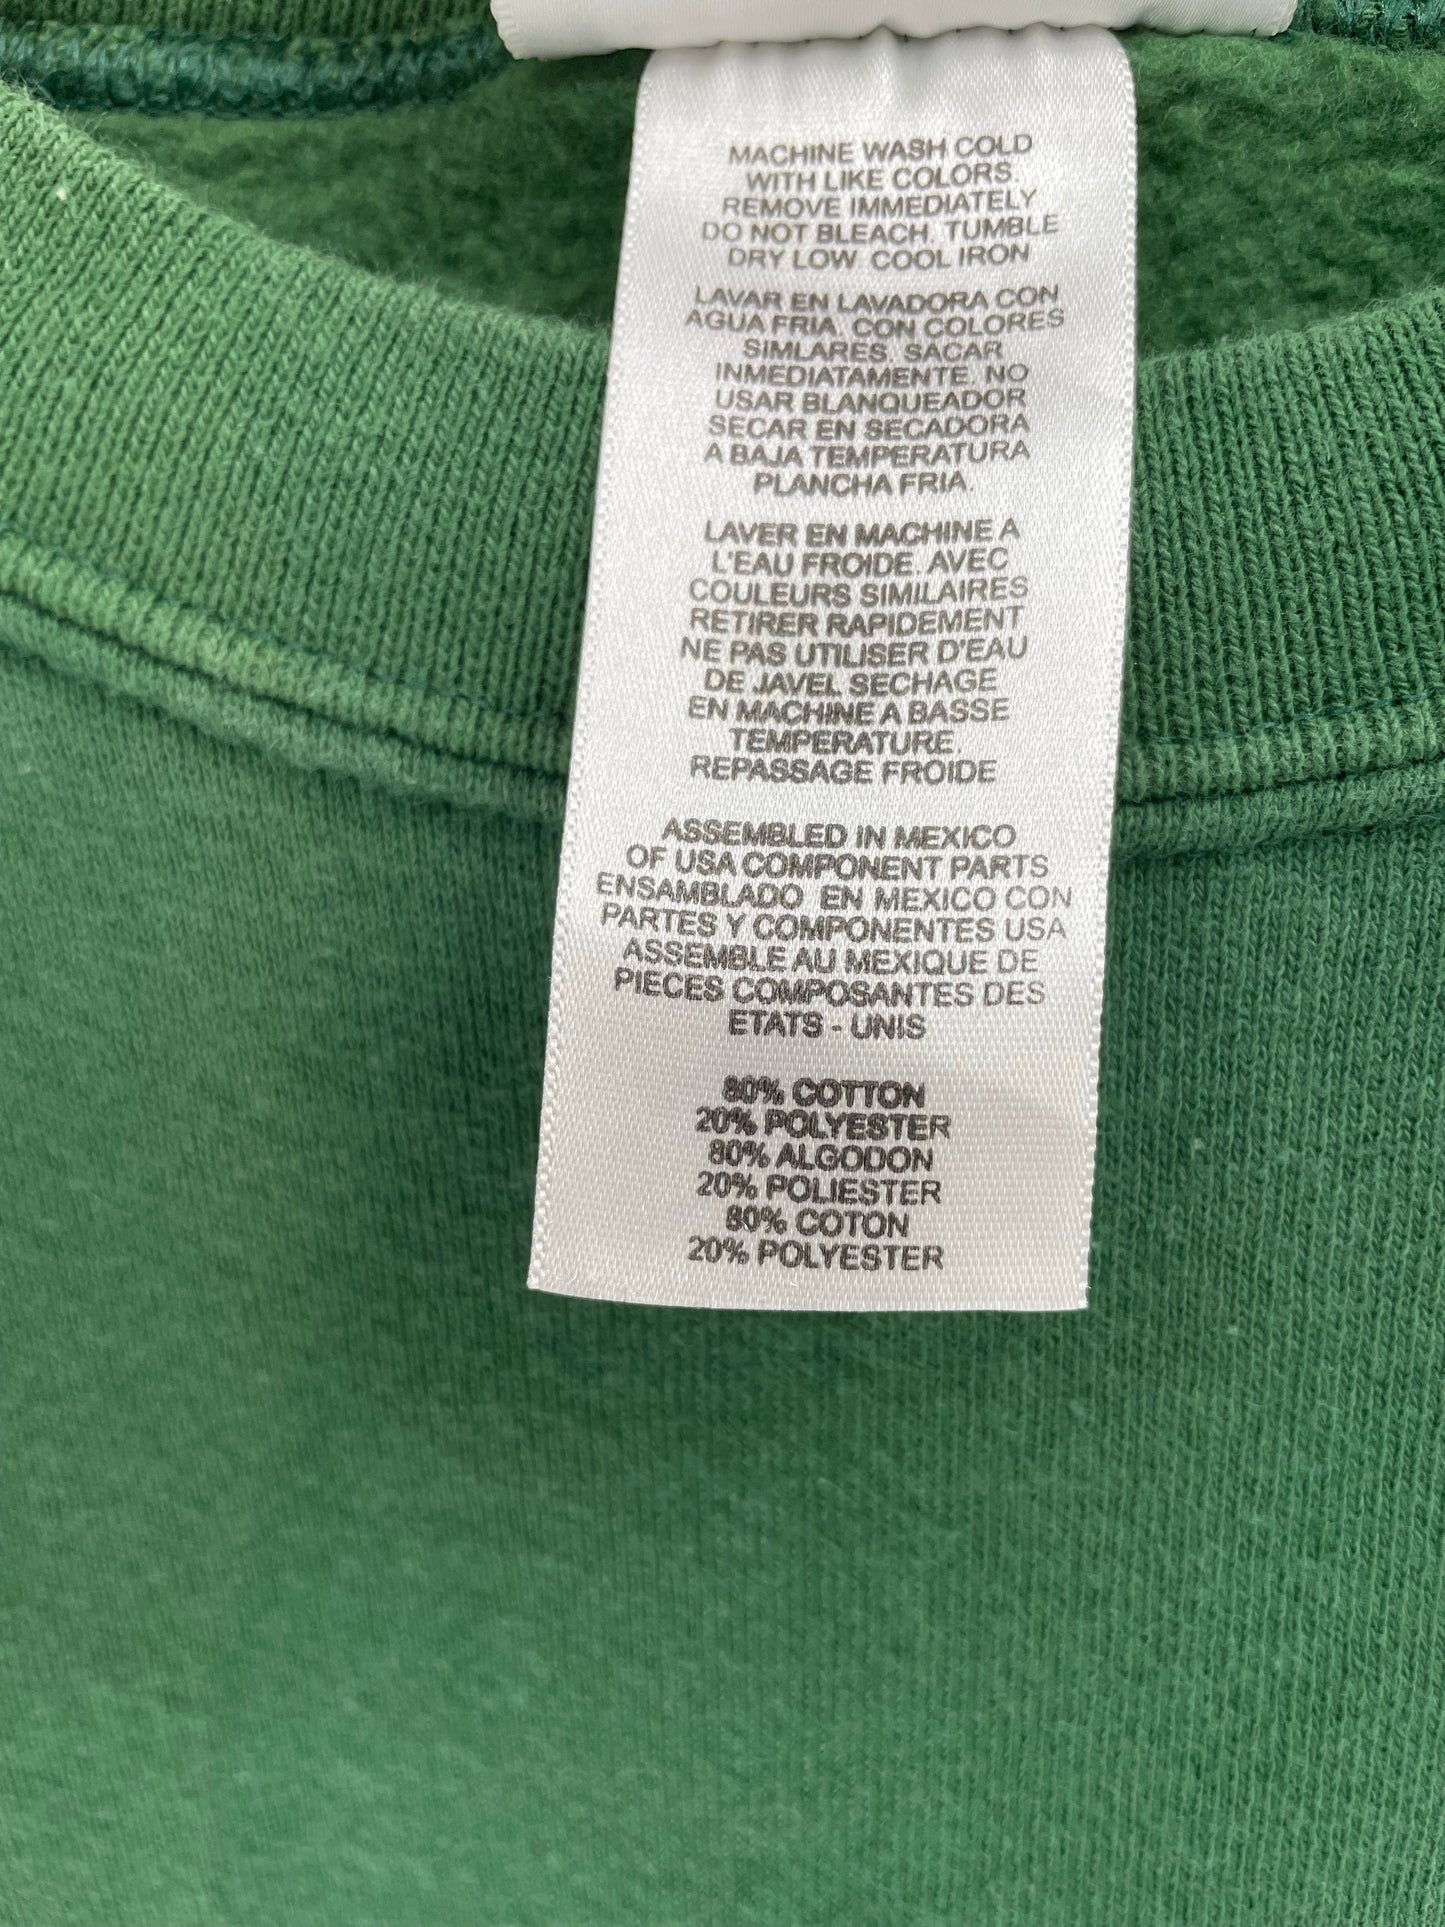 MACHINE WASH COLD
WITH LIKE COLORS.
REMOVE IMMEDIATELY
DO NOT BLEACH. TUMBLE
DRY LOW COOL IRON
LAVAR EN LAVADORA CON
AGUA FRIA. CON COLORES
SIMLARES. SACAR
INMEDIATAMENTE. NO
USAR BLANQUEADOR
SECAR EN SECADORA
A BAJA TEMPERATURA
PLANCHA FRIA.
LAVER EN MACHINE A
L'EAU FROIDE. AVEC
COULEURS SIMILAIRES
RETIRER RAPIDEMENT
NE PAS UTILISER D'EAU
DE JAVEL SECHAGE
EN MACHINE A BASSE
TEMPERATURE.
REPASSAGE FROIDE
ASSEMBLED IN MEXICO
OF USA COMPONENT PARTS
ENSAMBLADO EN MEXICO CON
PARTES Y COMPONENTES USA
ASSEMBLE AU MEXIQUE DE
PIECES COMPOSANTES DES
ETATS - UNIS
80% COTTON
20% POLYESTER
80% ALGODON
20% POLIESTER
80% COTON
20% POLYESTER